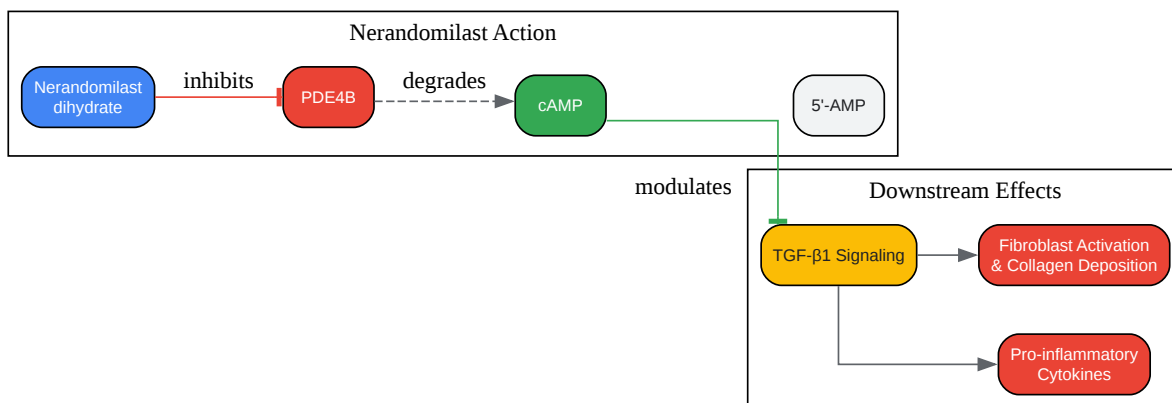 Nerandomilast Action
Nerandomilast
dihydrate
inhibits
PDE4B
degrades
cAMP
5'-AMP
modulates
Downstream Effects
TGF-β1 Signaling
Fibroblast Activation
& Collagen Deposition
Pro-inflammatory
Cytokines